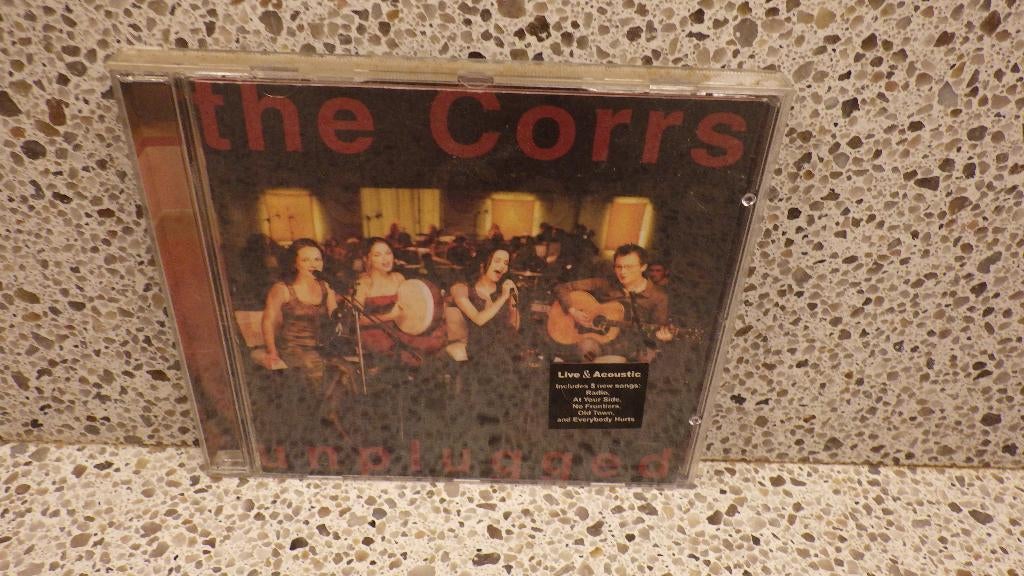 the Corrs
Live & Acoustic
Includes 5 new songs:
Radio,
At Your Side,
No Frontiers,
Old Town,
and Everybody Hurts
unplugged